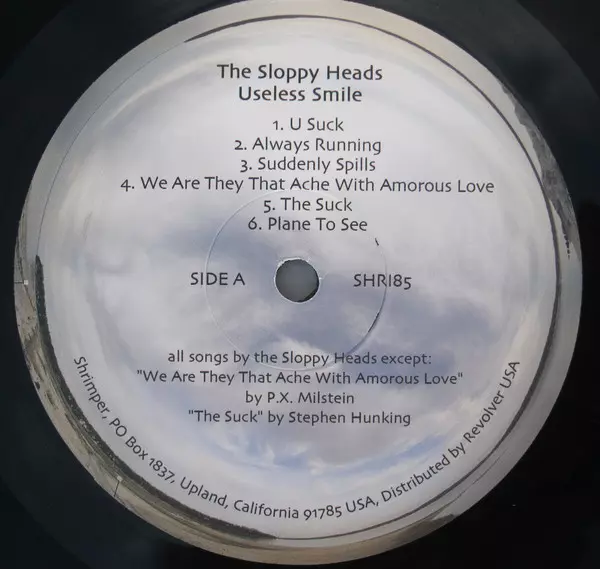 The Sloppy Heads
Useless Smile
1. U Suck
2. Always Running
3. Suddenly Spills
4. We Are They That Ache With Amorous Love
5. The Suck
6. Plane To See
SIDE A
SHR185
all songs by the Sloppy Heads except:
"We Are They That Ache With Amorous Love"
by P.X. Milstein
"The Suck" by Stephen Hunking
Shrimper, PO Box 1837, Upland, California 91785 USA, Distributed by Revolver USA